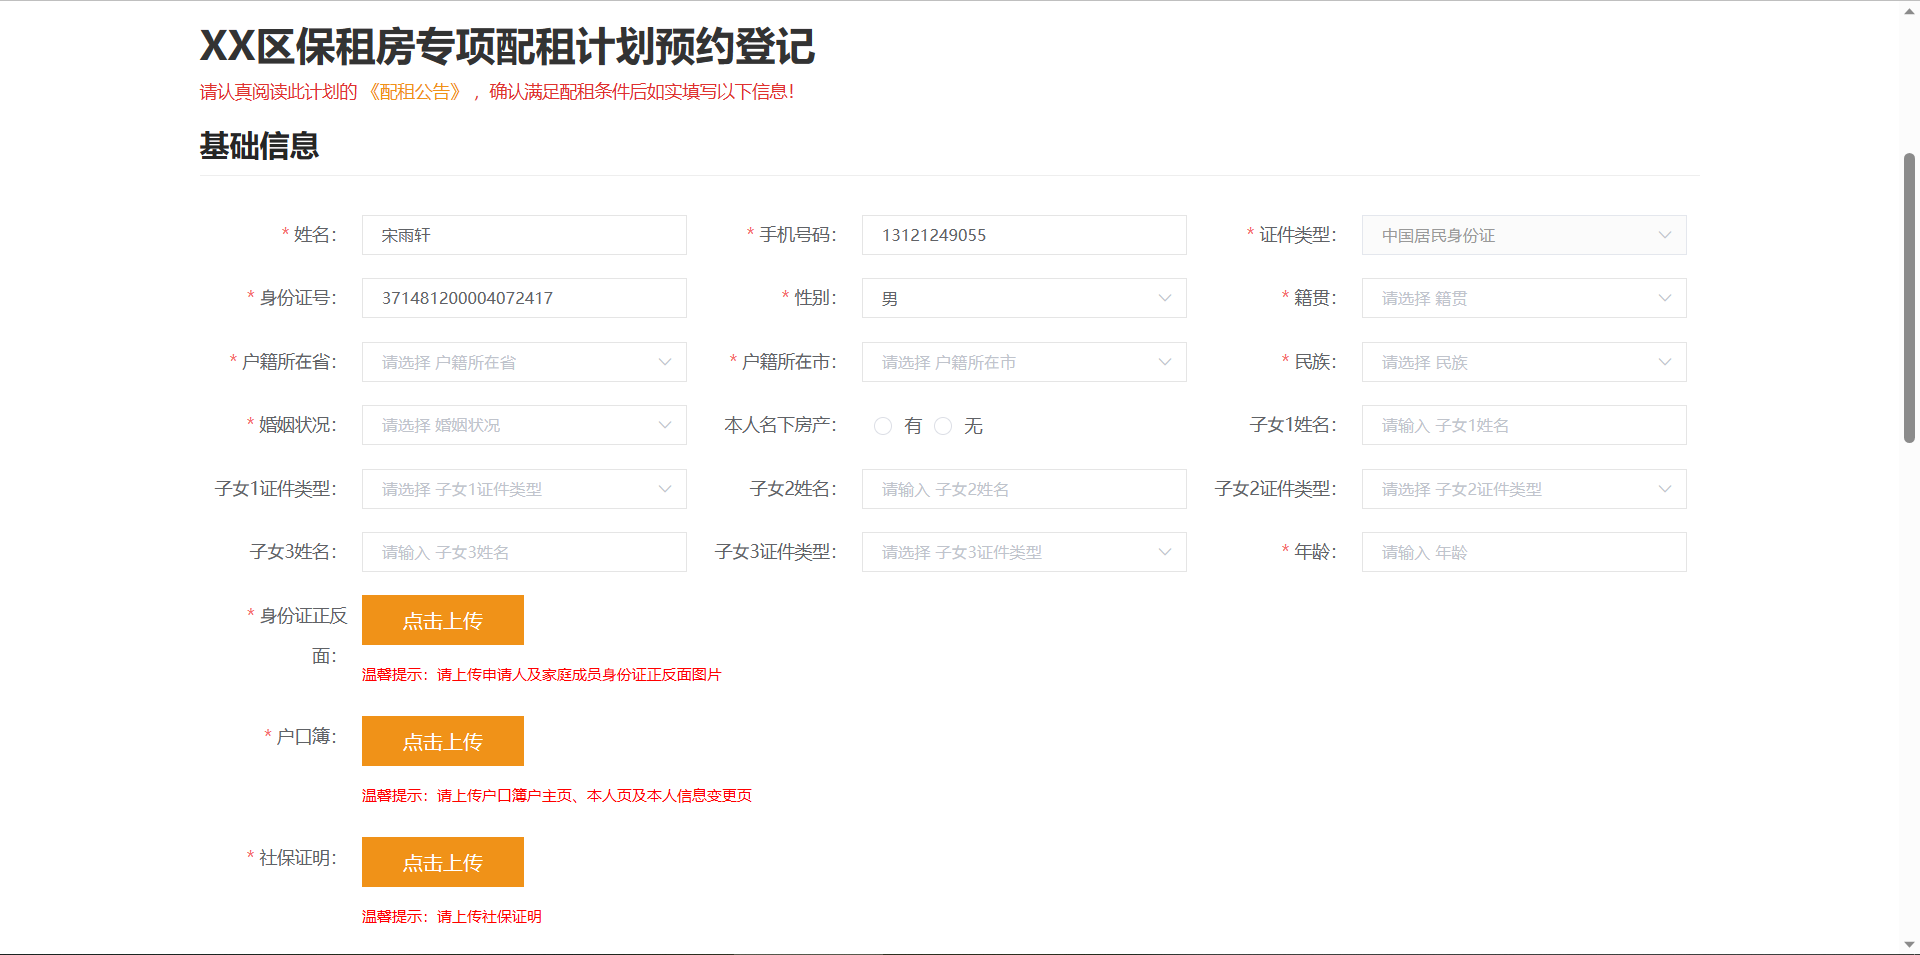 XX区保租房专项配租计划预约登记
请认真阅读此计划的 《配租公告》 ，确认满足配租条件后如实填写以下信息！
基础信息
* 姓名： 宋雨轩 * 手机号码： 13121249055 * 证件类型： 中国居民身份证
* 身份证号： 371481200004072417 * 性别： 男 * 籍贯： 请选择 籍贯
* 户籍所在省： 请选择 户籍所在省 * 户籍所在市： 请选择 户籍所在市 * 民族： 请选择 民族
* 婚姻状况： 请选择 婚姻状况 本人名下房产： 有 无 子女1姓名： 请输入 子女1姓名
子女1证件类型： 请选择 子女1证件类型 子女2姓名： 请输入 子女2姓名 子女2证件类型： 请选择 子女2证件类型
子女3姓名： 请输入 子女3姓名 子女3证件类型： 请选择 子女3证件类型 * 年龄： 请输入 年龄
* 身份证正反
面：
点击上传
温馨提示：请上传申请人及家庭成员身份证正反面图片
* 户口簿： 点击上传
温馨提示：请上传户口簿户主页、本人页及本人信息变更页
* 社保证明： 点击上传
温馨提示：请上传社保证明